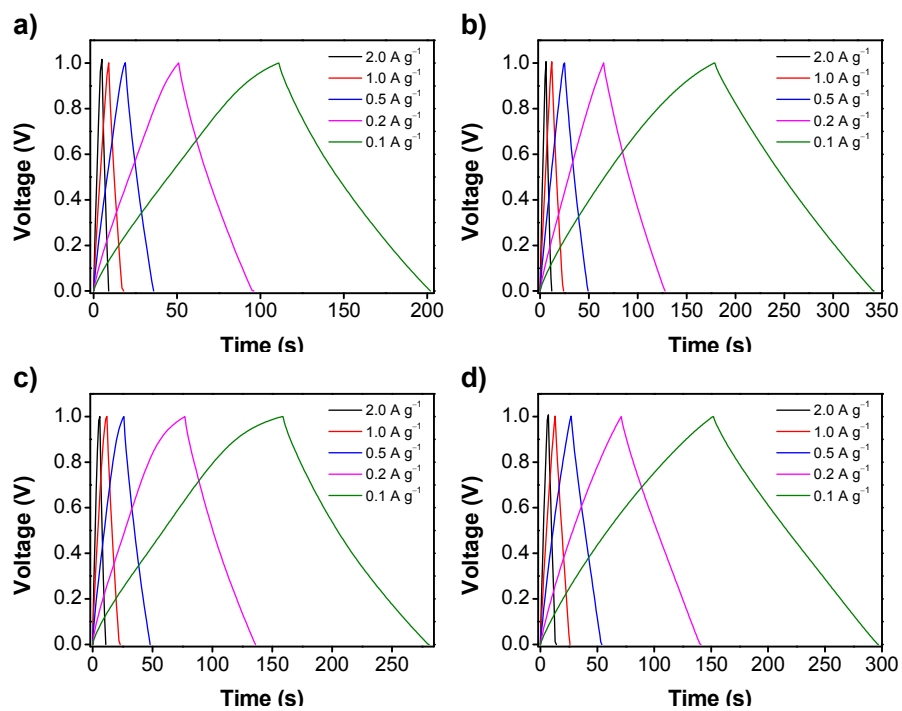 a)
Voltage (V)
1.0
0.8
0.6
0.4
0.2
0.0
0 50 100 150 200
Time (s)
2.0 A g⁻¹
1.0 A g⁻¹
0.5 A g⁻¹
0.2 A g⁻¹
0.1 A g⁻¹
b)
Voltage (V)
1.0
0.8
0.6
0.4
0.2
0.0
0 50 100 150 200 250 300 350
Time (s)
2.0 A g⁻¹
1.0 A g⁻¹
0.5 A g⁻¹
0.2 A g⁻¹
0.1 A g⁻¹
c)
Voltage (V)
1.0
0.8
0.6
0.4
0.2
0.0
0 50 100 150 200 250
Time (s)
2.0 A g⁻¹
1.0 A g⁻¹
0.5 A g⁻¹
0.2 A g⁻¹
0.1 A g⁻¹
d)
Voltage (V)
1.0
0.8
0.6
0.4
0.2
0.0
0 50 100 150 200 250 300
Time (s)
2.0 A g⁻¹
1.0 A g⁻¹
0.5 A g⁻¹
0.2 A g⁻¹
0.1 A g⁻¹